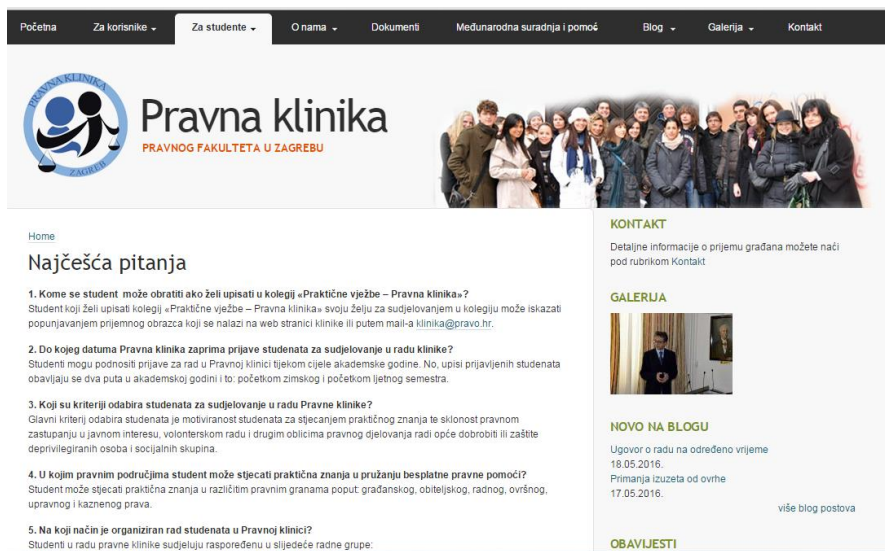 Početna
Za korisnike
Za studente
O nama
Dokumenti
Međunarodna suradnja i pomoć
Blog
Galerija
Kontakt
PRAVNA KLINIKA
ZAGREB
Pravna klinika
PRAVNOG FAKULTETA U ZAGREBU
Home
Najčešća pitanja
1. Kome se student može obratiti ako želi upisati u kolegij «Praktične vježbe – Pravna klinika»?
Student koji želi upisati kolegij «Praktične vježbe – Pravna klinika» svoju želju za sudjelovanjem u kolegiju može iskazati
popunjavanjem prijemnog obrazca koji se nalazi na web stranici klinike ili putem mail-a klinika@pravo.hr.
2. Do kojeg datuma Pravna klinika zaprima prijave studenata za sudjelovanje u radu klinike?
Studenti mogu podnositi prijave za rad u Pravnoj klinici tijekom cijele akademske godine. No, upisi prijavljenih studenata
obavljaju se dva puta u akademskoj godini i to: početkom zimskog i početkom ljetnog semestra.
3. Koji su kriteriji odabira studenata za sudjelovanje u radu Pravne klinike?
Glavni kriterij odabira studenata je motiviranost studenata za stjecanjem praktičnog znanja te sklonost pravnom
zastupanju u javnom interesu, volonterskom radu i drugim oblicima pravnog djelovanja radi opće dobrobiti ili zaštite
deprivilegiranih osoba i socijalnih skupina.
4. U kojim pravnim područjima student može stjecati praktična znanja u pružanju besplatne pravne pomoći?
Student može stjecati praktična znanja u različitim pravnim granama poput: građanskog, obiteljskog, radnog, ovršnog,
upravnog i kaznenog prava.
5. Na koji način je organiziran rad studenata u Pravnoj klinici?
Studenti u radu pravne klinike sudjeluju raspoređenu u slijedeće radne grupe:
KONTAKT
Detaljne informacije o prijemu građana možete naći
pod rubrikom Kontakt
GALERIJA
NOVO NA BLOGU
Ugovor o radu na određeno vrijeme
18.05.2016.
Primanja izuzeta od ovrhe
17.05.2016.
više blog postova
OBAVIJESTI